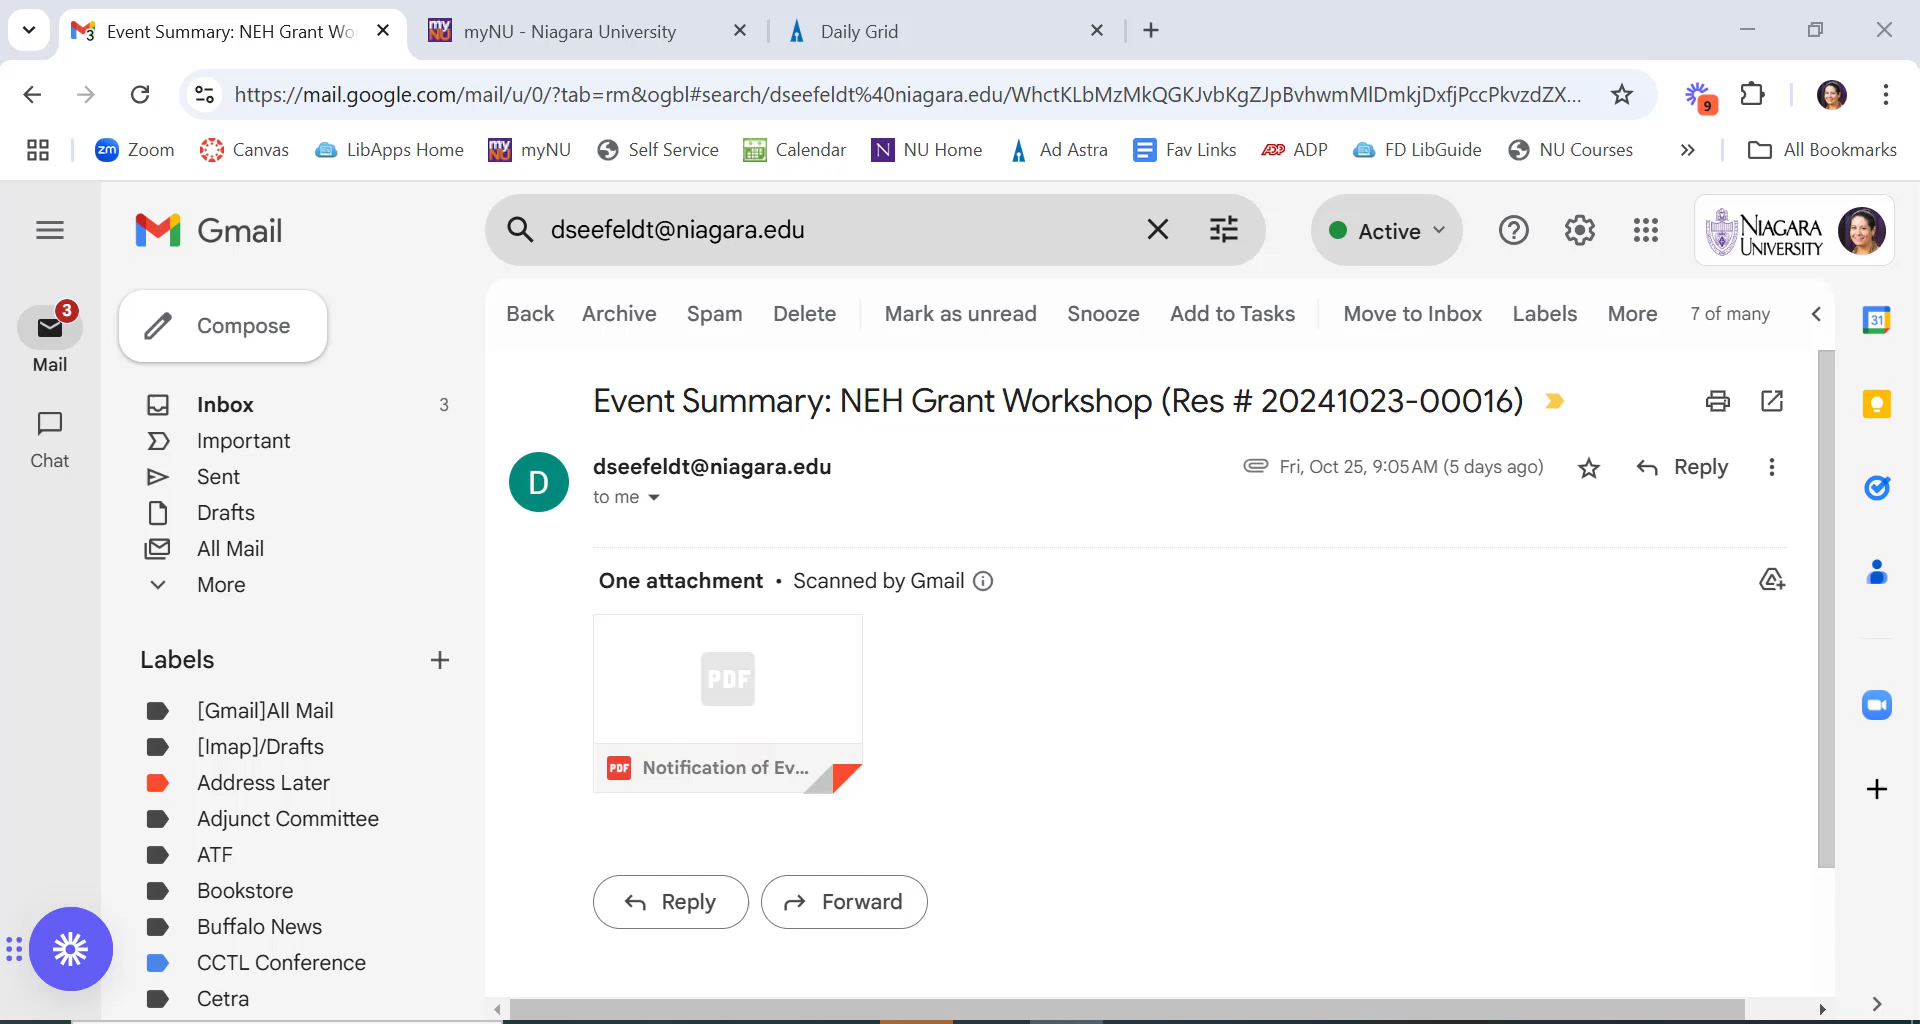 3
Event Summary: NEH Grant Wo
myNU - Niagara University
Daily Grid
https://mail.google.com/mail/u/0/?tab=rm&ogbl#search/dseefeldt%40niagara.edu/WhctKLbMzMkQGKJvbKgZJpBvhwmMlDmkjDxfjPccPkvzdZX...
9
Zoom
Canvas
LibApps Home
myNU
Self Service
Calendar
NU Home
Ad Astra
Fav Links
ADP
FD LibGuide
NU Courses
All Bookmarks
Gmail
dseefeldt@niagara.edu
Active
NIAGARA
UNIVERSITY
3
Mail
Chat
Compose
Inbox 3
Important
Sent
Drafts
All Mail
More
Labels
[Gmail]All Mail
[Imap]/Drafts
Address Later
Adjunct Committee
ATF
Bookstore
Buffalo News
CCTL Conference
Cetra
Back Archive Spam Delete Mark as unread Snooze Add to Tasks Move to Inbox Labels More 7 of many
Event Summary: NEH Grant Workshop (Res # 20241023-00016)
D
dseefeldt@niagara.edu
Fri, Oct 25, 9:05 AM (5 days ago)
Reply
to me
One attachment • Scanned by Gmail
PDF
PDF Notification of Ev...
Reply
Forward
31